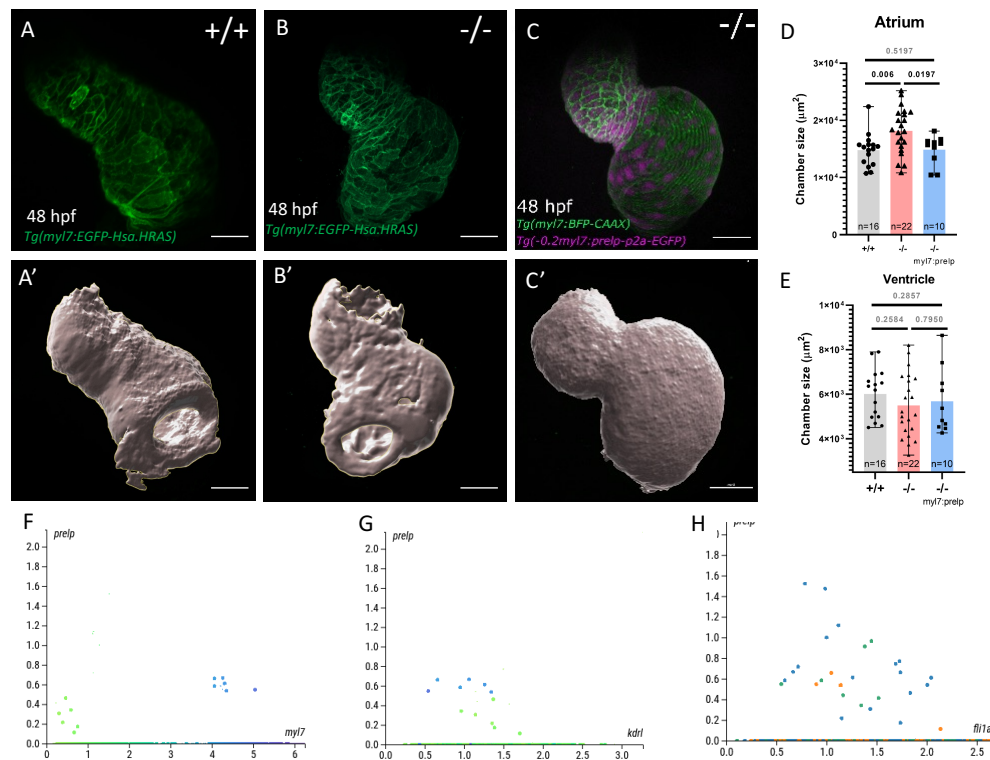 A +/+
48 hpf
Tg(myl7:EGFP-Hsa.HRAS)
B -/-
48 hpf
Tg(myl7:EGFP-Hsa.HRAS)
C -/-
48 hpf
Tg(myl7:BFP-CAAX)
Tg(-0.2myl7:prelp-p2a-EGFP)
D Atrium
0.5197
0.006 0.0197
Chamber size (μm²)
3×10⁴
2×10⁴
1×10⁴
0
n=16 n=22 n=10
+/+ -/- -/-
myl7:prelp
A’
B’
C’
E Ventricle
0.2857
0.2584 0.7950
Chamber size (μm²)
1×10⁴
8×10³
6×10³
4×10³
n=16 n=22 n=10
+/+ -/- -/-
myl7:prelp
F
prelp
2.0
1.8
1.6
1.4
1.2
1.0
0.8
0.6
0.4
0.2
0.0
myl7
0 1 2 3 4 5 6
G
prelp
2.0
1.8
1.6
1.4
1.2
1.0
0.8
0.6
0.4
0.2
0.0
kdrl
0.0 0.5 1.0 1.5 2.0 2.5 3.0
H
prelp
1.8
1.6
1.4
1.2
1.0
0.8
0.6
0.4
0.2
0.0
fli1a
0.0 0.5 1.0 1.5 2.0 2.5